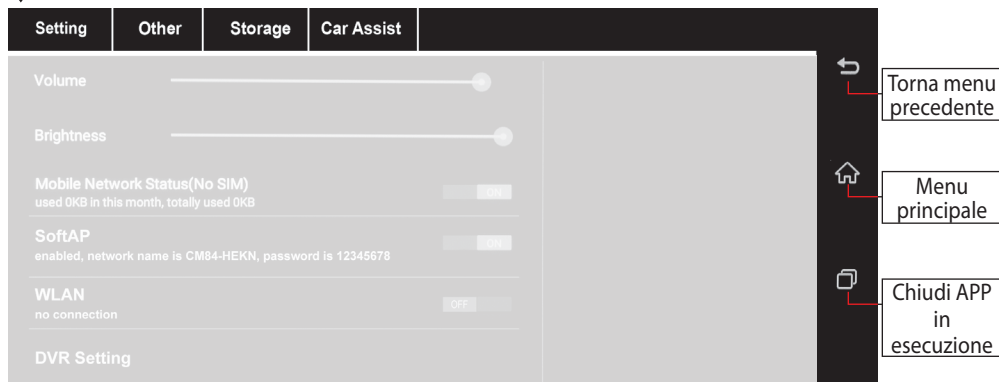 Setting Other Storage Car Assist
Volume
Brightness
Mobile Network Status(No SIM)
used 0KB in this month, totally used 0KB
ON
SoftAP
enabled, network name is CM84-HEKN, password is 12345678
ON
WLAN
no connection
OFF
DVR Setting
Torna menu
precedente
Menu
principale
Chiudi APP
in
esecuzione